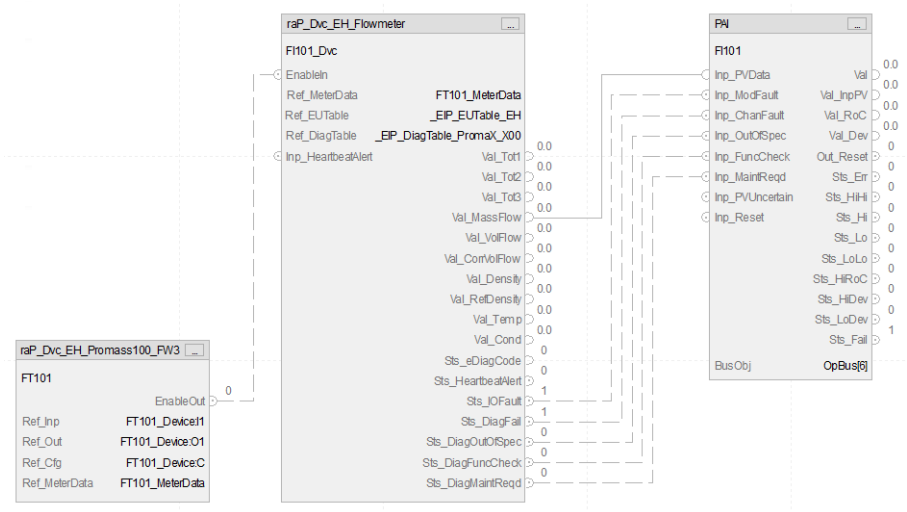 raP_Dvc_EH_Flowmeter ...
FI101_Dvc
EnableIn
Ref_MeterData FT101_MeterData
Ref_EUTable _EIP_EUTable_EH
Ref_DiagTable _EIP_DiagTable_PromaX_X00
Inp_HeartbeatAlert Val_Tot1 0.0
Val_Tot2 0.0
Val_Tot3 0.0
Val_MassFlow 0.0
Val_VolFlow 0.0
Val_CorrVolFlow 0.0
Val_Density 0.0
Val_RefDensity 0.0
Val_Temp 0.0
Val_Cond 0.0
Sts_eDiagCode 0
Sts_HeartbeatAlert 0
Sts_IOFault 1
Sts_DiagFail 1
Sts_DiagOutOfSpec 0
Sts_DiagFuncCheck 0
Sts_DiagMaintReqd 0
PAI ...
FI101
Inp_PVData Val 0.0
Inp_ModFault Val_InpPV 0.0
Inp_ChanFault Val_RoC 0.0
Inp_OutOfSpec Val_Dev 0.0
Inp_FuncCheck Out_Reset 0
Inp_MaintReqd Sts_Err 0
Inp_PVUncertain Sts_HiHi 0
Inp_Reset Sts_Hi 0
Sts_Lo 0
Sts_LoLo 0
Sts_HiRoC 0
Sts_HiDev 0
Sts_LoDev 0
Sts_Fail 1
BusObj OpBus[6]
raP_Dvc_EH_Promass100_FW3 ...
FT101
EnableOut 0
Ref_Inp FT101_Device:I1
Ref_Out FT101_Device:O1
Ref_Cfg FT101_Device:C
Ref_MeterData FT101_MeterData